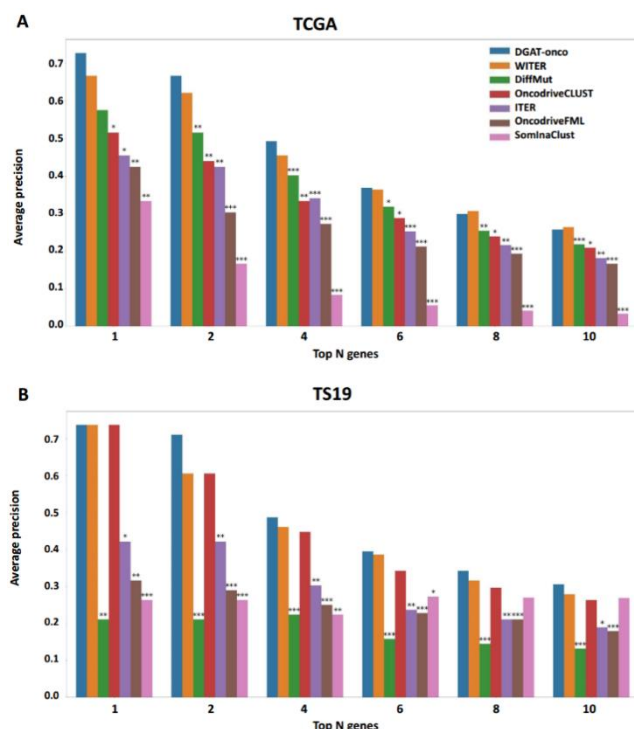 A
TCGA
DGAT-onco
WITER
DiffMut
OncodriveCLUST
ITER
OncodriveFML
SomInaClust
Average precision
0.7
0.6
0.5
0.4
0.3
0.2
0.1
0.0
* * ** **
** ** ** *** ***
*** ** *** *** ***
* * *** *** ***
** * ** *** ***
*** * ** *** ***
1 2 4 6 8 10
Top N genes
B
TS19
Average precision
0.7
0.6
0.5
0.4
0.3
0.2
0.1
0.0
** * ** ***
*** ** *** ***
*** *** *** **
*** ** *** *
*** ** ***
*** * ***
1 2 4 6 8 10
Top N genes